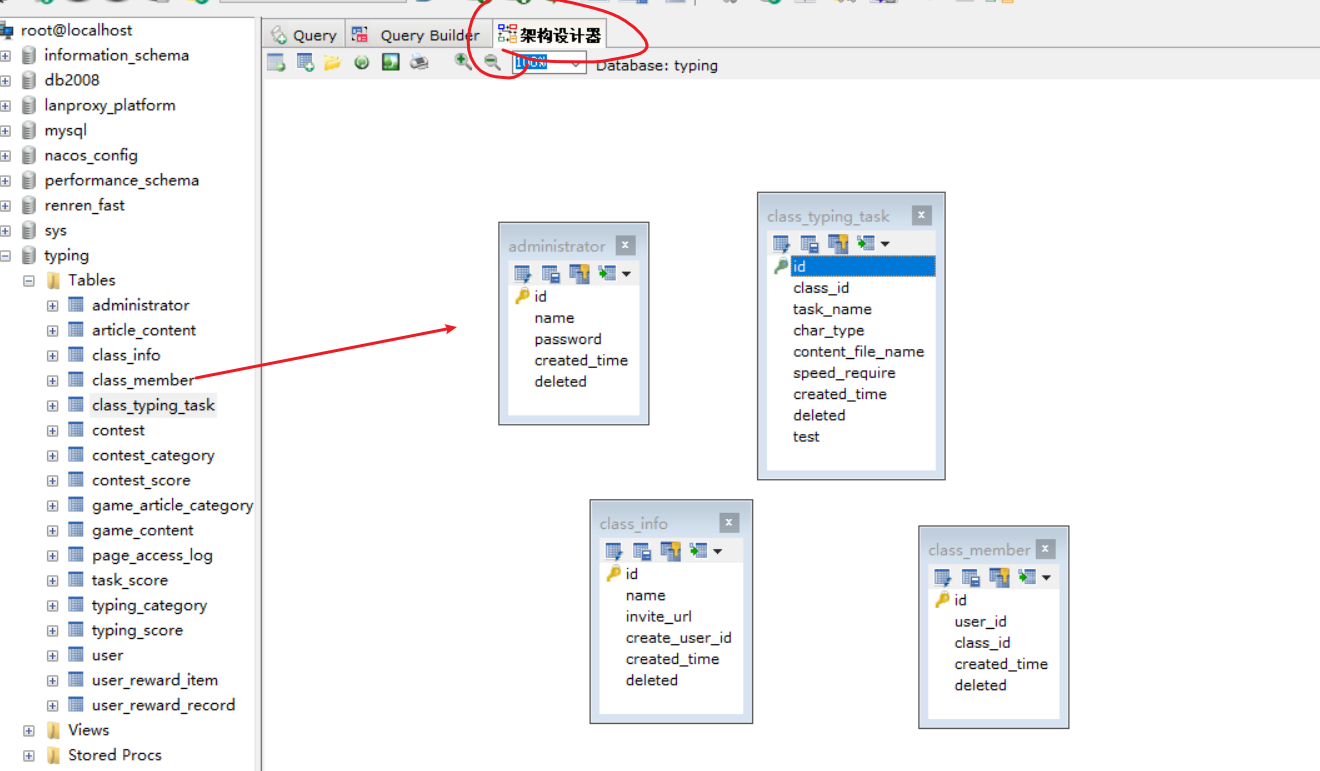 root@localhost
information_schema
db2008
lanproxy_platform
mysql
nacos_config
performance_schema
renren_fast
sys
typing
Tables
administrator
article_content
class_info
class_member
class_typing_task
contest
contest_category
contest_score
game_article_category
game_content
page_access_log
task_score
typing_category
typing_score
user
user_reward_item
user_reward_record
Views
Stored Procs
Query
Query Builder
架构设计器
100%
Database: typing
administrator
id
name
password
created_time
deleted
class_typing_task
id
class_id
task_name
char_type
content_file_name
speed_require
created_time
deleted
test
class_info
id
name
invite_url
create_user_id
created_time
deleted
class_member
id
user_id
class_id
created_time
deleted